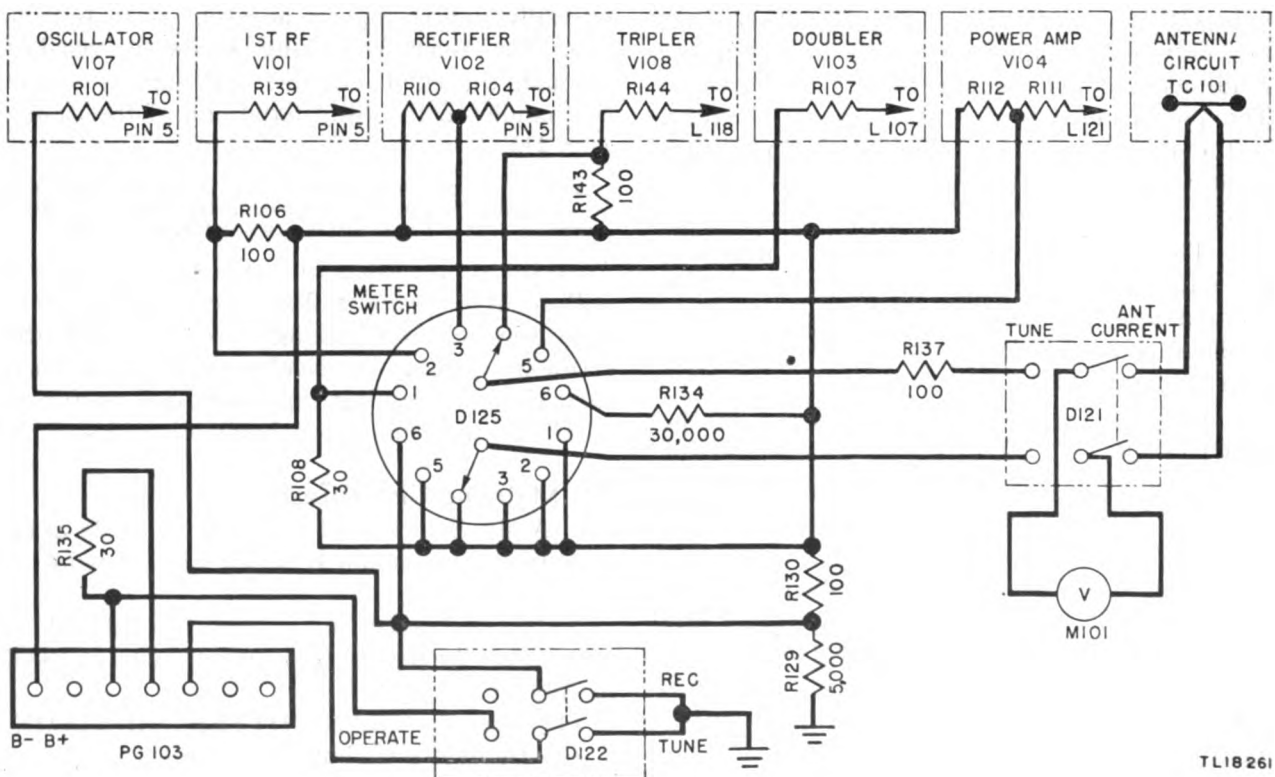 OSCILLATOR
V107
R101
TO
PIN 5
1ST RF
V101
R139
TO
PIN 5
RECTIFIER
V102
R110
R104
TO
PIN 5
TRIPLER
V108
R144
TO
L 118
DOUBLER
V103
R107
TO
L 107
POWER AMP
V104
R112
R111
TO
L121
ANTENNA
CIRCUIT
TC 101
R106
100
R143
100
METER
SWITCH
3
2
5
1
6
D125
6
1
5
2
3
R134
30,000
R137
100
TUNE
ANT
CURRENT
D121
R108
30
R135
30
R130
100
R129
5,000
V
M101
REC
OPERATE
TUNE
D122
B- B+
PG 103
TL18261